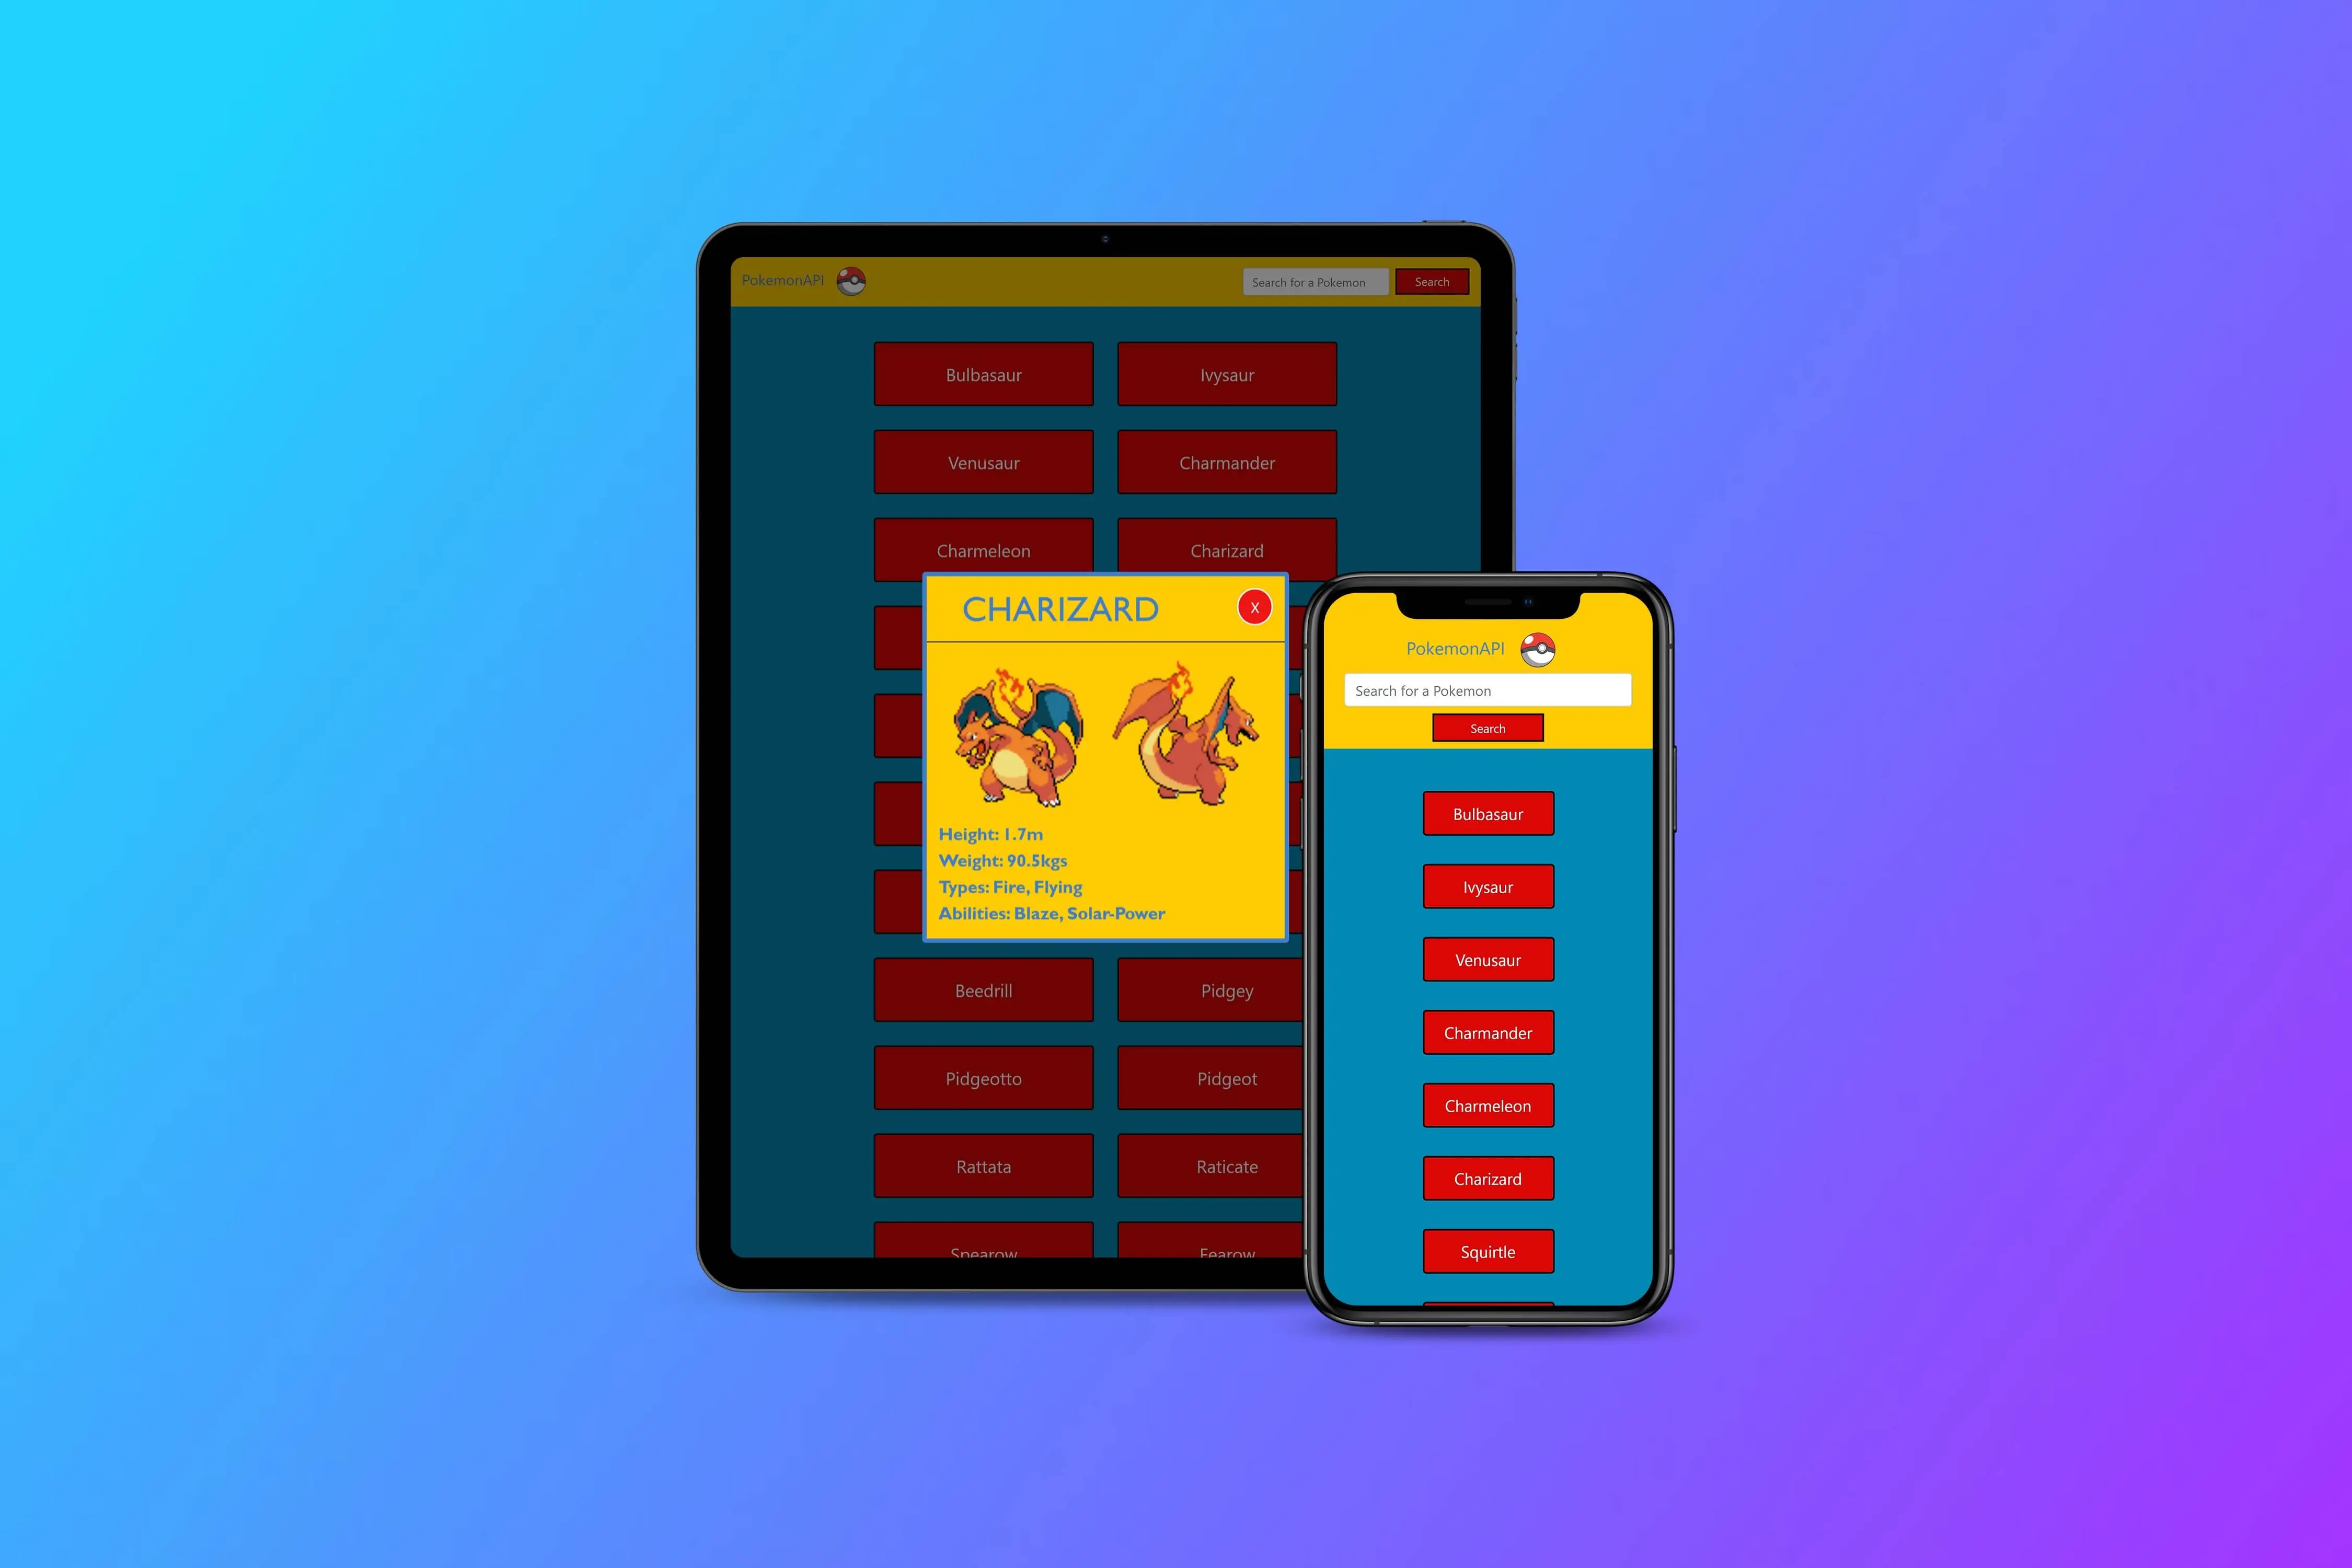 PokemonAPI
Search for a Pokemon
Search
Bulbasaur
Ivysaur
Venusaur
Charmander
Charmeleon
Charizard
CHARIZARD
X
Height: 1.7m
Weight: 90.5kgs
Types: Fire, Flying
Abilities: Blaze, Solar-Power
Beedrill
Pidgey
Pidgeotto
Pidgeot
Rattata
Raticate
Spearow
Fearow
PokemonAPI
Search for a Pokemon
Search
Bulbasaur
Ivysaur
Venusaur
Charmander
Charmeleon
Charizard
Squirtle